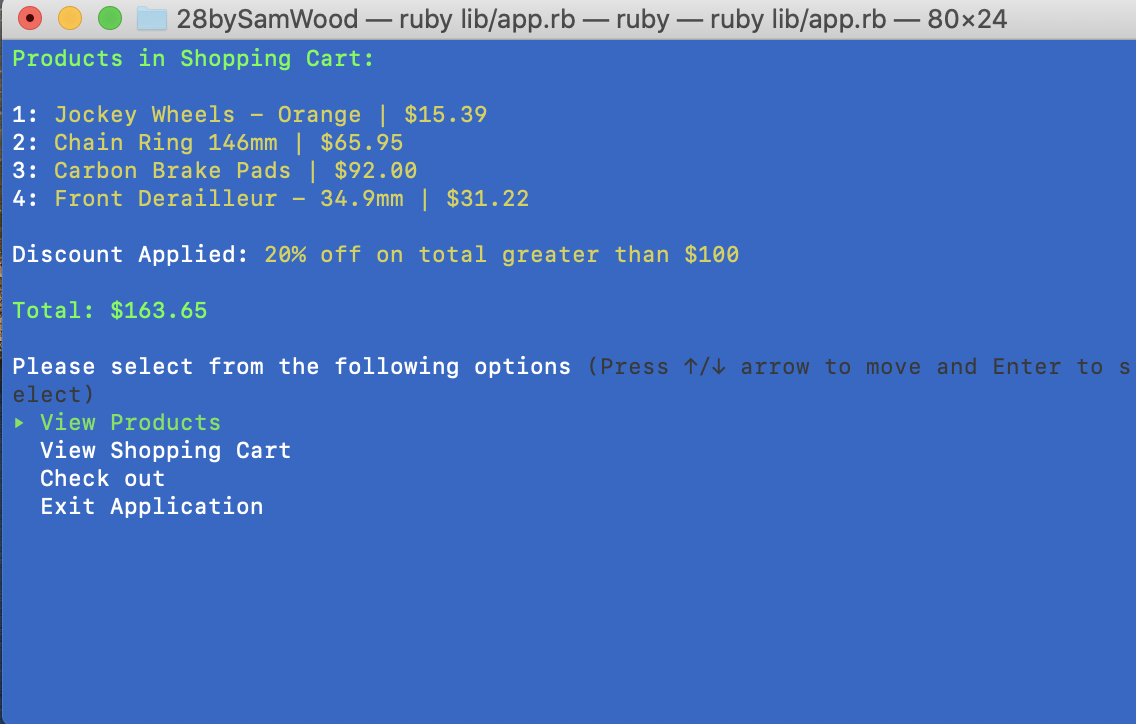 28bySamWood — ruby lib/app.rb — ruby — ruby lib/app.rb — 80×24
Products in Shopping Cart:
1: Jockey Wheels – Orange | $15.39
2: Chain Ring 146mm | $65.95
3: Carbon Brake Pads | $92.00
4: Front Derailleur – 34.9mm | $31.22
Discount Applied: 20% off on total greater than $100
Total: $163.65
Please select from the following options (Press ↑/↓ arrow to move and Enter to s
elect)
‣ View Products
View Shopping Cart
Check out
Exit Application